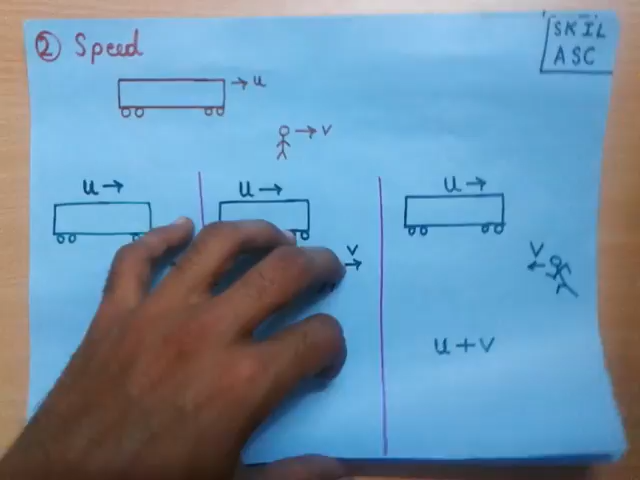 ② Speed
SKIL
ASC
→ u
→ v
u →
u →
u →
v
→
v
←
u + v